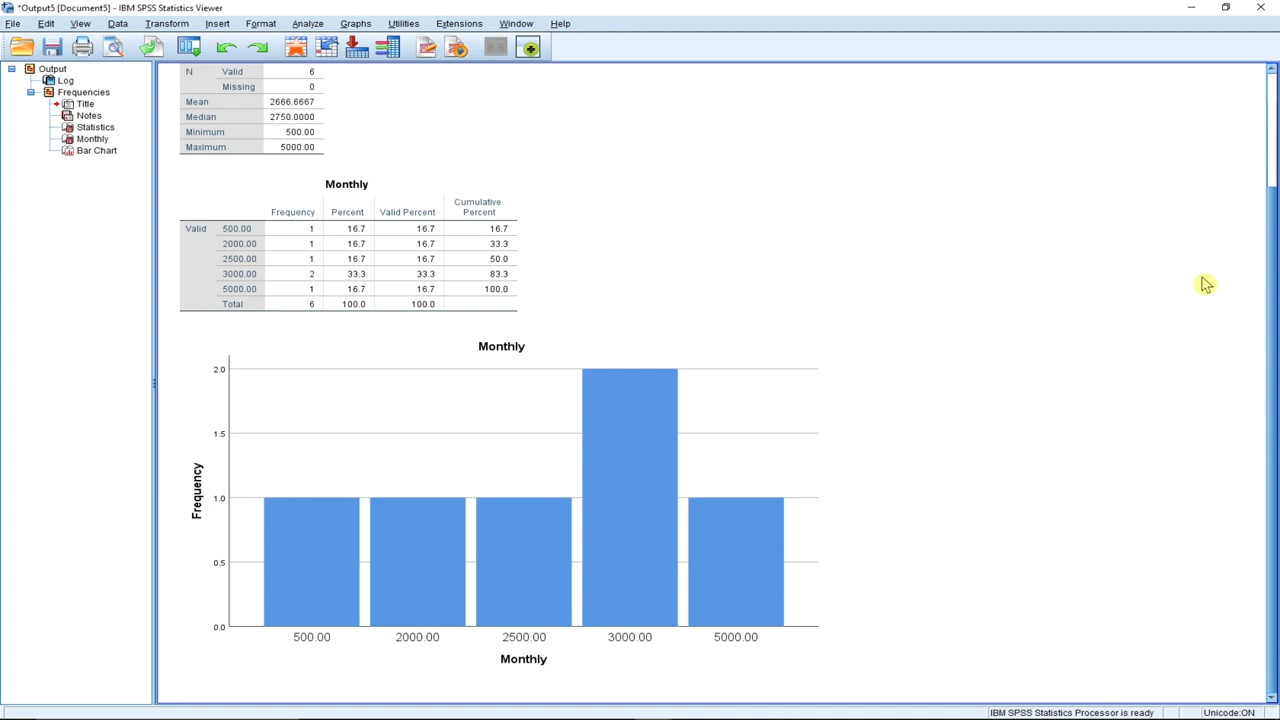 *Output5 [Document5] - IBM SPSS Statistics Viewer
File Edit View Data Transform Insert Format Analyze Graphs Utilities Extensions Window Help
Output
Log
Frequencies
Title
Notes
Statistics
Monthly
Bar Chart
N Valid 6
Missing 0
Mean 2666.6667
Median 2750.0000
Minimum 500.00
Maximum 5000.00
Monthly
Frequency Percent Valid Percent Cumulative Percent
Valid 500.00 1 16.7 16.7 16.7
2000.00 1 16.7 16.7 33.3
2500.00 1 16.7 16.7 50.0
3000.00 2 33.3 33.3 83.3
5000.00 1 16.7 16.7 100.0
Total 6 100.0 100.0
Monthly
Frequency
2.0
1.5
1.0
0.5
0.0
500.00 2000.00 2500.00 3000.00 5000.00
Monthly
IBM SPSS Statistics Processor is ready Unicode:ON